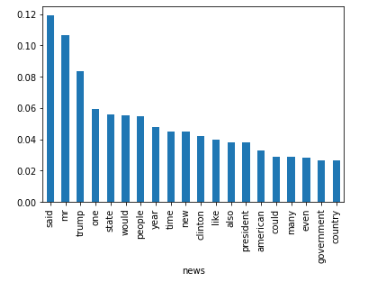 0.12
0.10
0.08
0.06
0.04
0.02
0.00
said
mr
trump
one
state
would
people
year
time
new
clinton
like
also
president
american
could
many
even
government
country
news